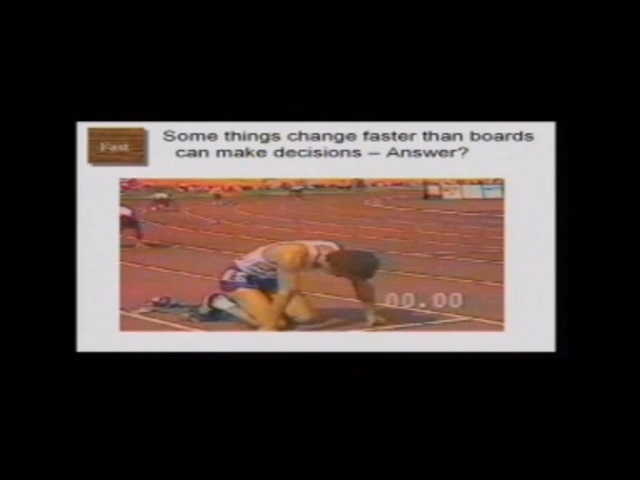 Fast
Some things change faster than boards
can make decisions – Answer?
00.00